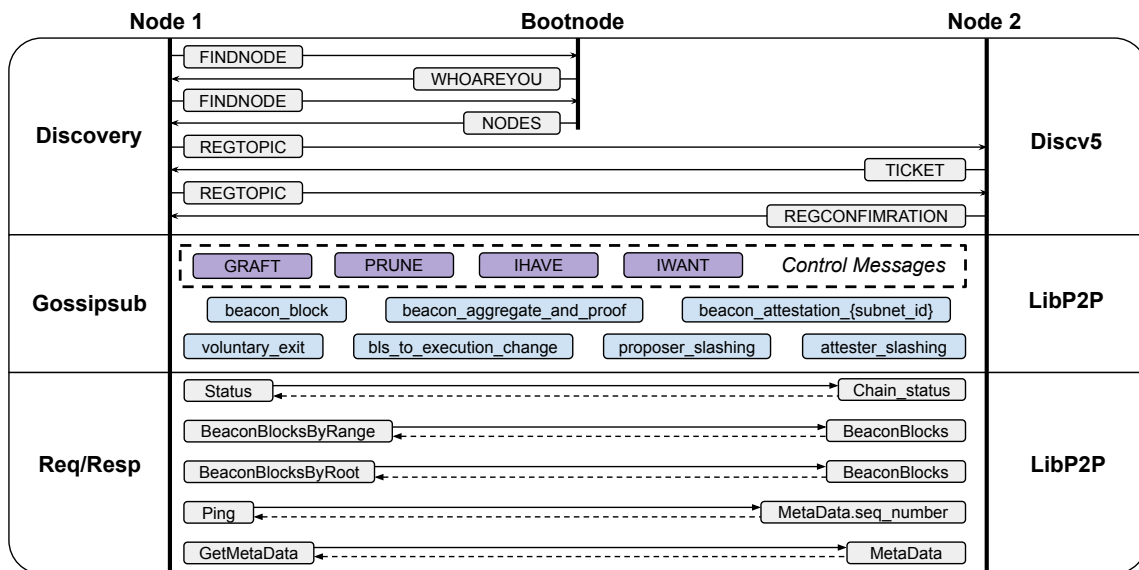 Node 1 Bootnode Node 2
FINDNODE
WHOAREYOU
FINDNODE
NODES
Discovery
Discv5
REGTOPIC
TICKET
REGTOPIC
REGCONFIMRATION
GRAFT PRUNE IHAVE IWANT Control Messages
Gossipsub
beacon_block beacon_aggregate_and_proof beacon_attestation_{subnet_id}
LibP2P
voluntary_exit bls_to_execution_change proposer_slashing attester_slashing
Status Chain_status
BeaconBlocksByRange BeaconBlocks
Req/Resp
BeaconBlocksByRoot BeaconBlocks
LibP2P
Ping MetaData.seq_number
GetMetaData MetaData